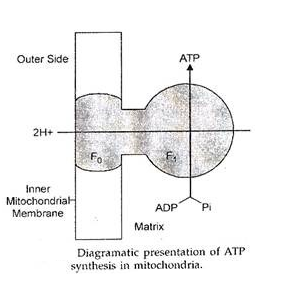 ATP
Outer Side
2H+
F0
F1
Inner
Mitochondrial
Membrane
ADP
Pi
Matrix
Diagramatic presentation of ATP
synthesis in mitochondria.